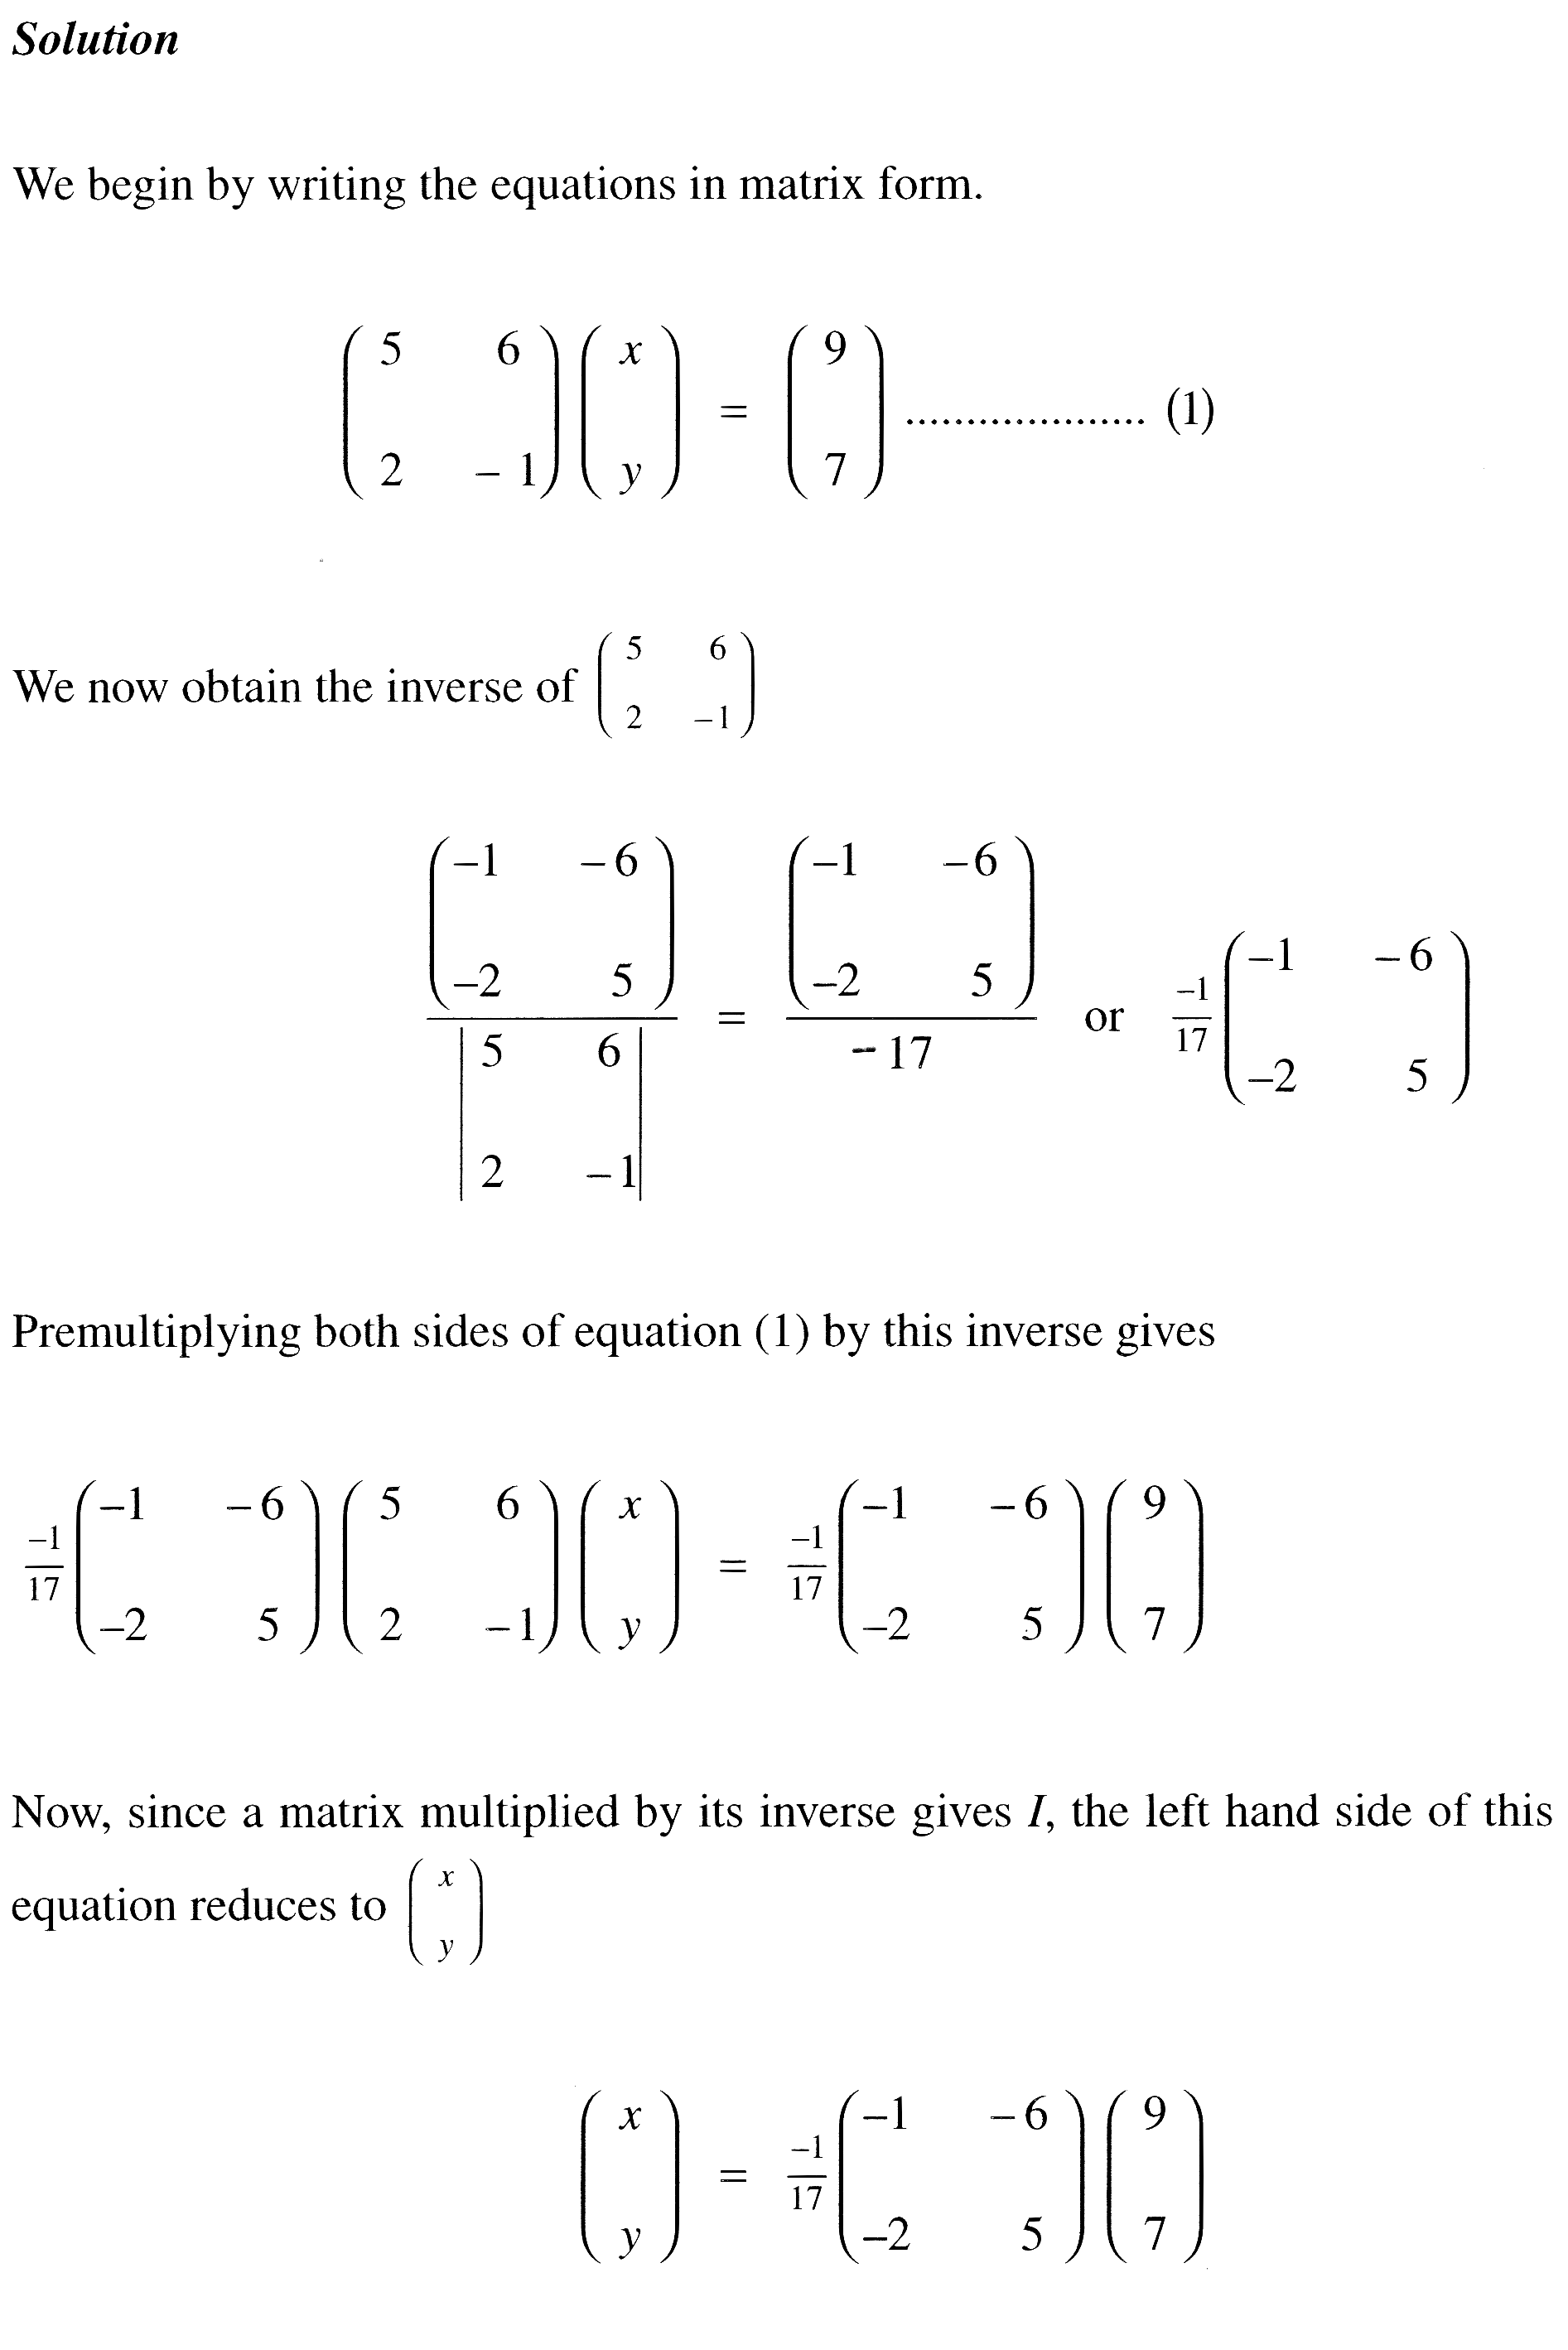 Solution
We begin by writing the equations in matrix form.
( 5 6 ) ( x ) = ( 9 ) .................... (1)
( 2 – 1 ) ( y ) ( 7 )
We now obtain the inverse of ( 5 6 )
( 2 –1 )
( –1 – 6 ) = ( –1 –6 ) or –1/17 ( –1 – 6 )
( –2 5 ) ( –2 5 ) ( –2 5 )
| 5 6 | – 17
| 2 – 1 |
Premultiplying both sides of equation (1) by this inverse gives
–1/17 ( –1 – 6 ) ( 5 6 ) ( x ) = –1/17 ( –1 – 6 ) ( 9 )
( –2 5 ) ( 2 – 1 ) ( y ) ( –2 5 ) ( 7 )
Now, since a matrix multiplied by its inverse gives I, the left hand side of this
equation reduces to ( x )
( y )
( x ) = –1/17 ( –1 – 6 ) ( 9 )
( y ) ( –2 5 ) ( 7 )